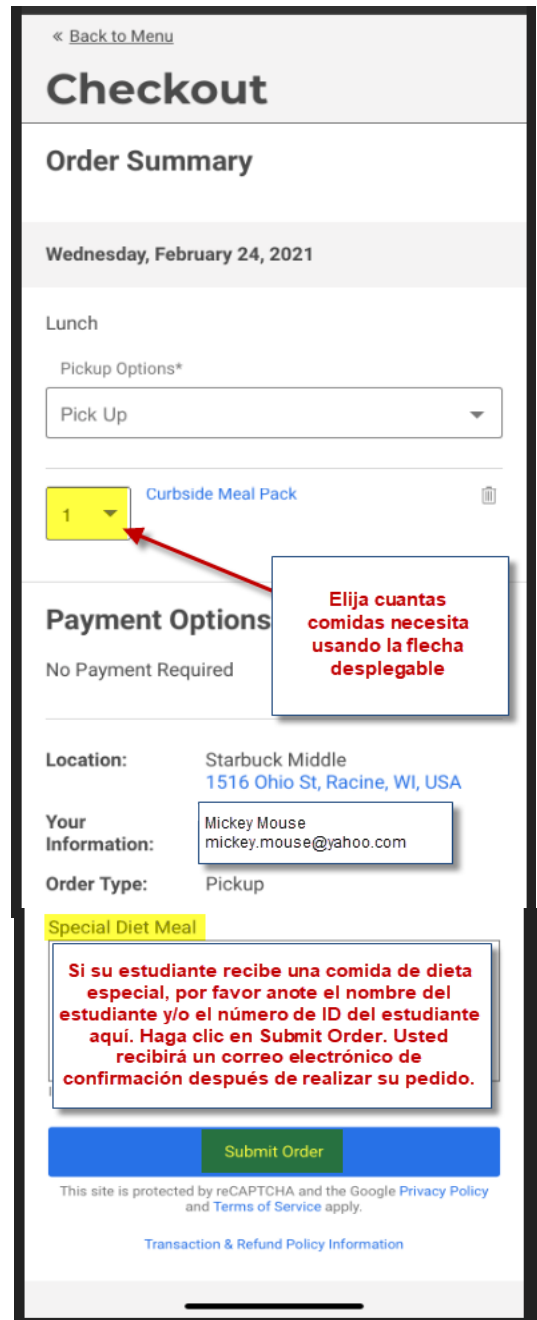 « Back to Menu
Checkout
Order Summary
Wednesday, February 24, 2021
Lunch
Pickup Options*
Pick Up
1
Curbside Meal Pack
Elija cuantas
comidas necesita
usando la flecha
desplegable
Payment Options
No Payment Required
Location: Starbuck Middle
1516 Ohio St, Racine, WI, USA
Your
Information:
Mickey Mouse
mickey.mouse@yahoo.com
Order Type: Pickup
Special Diet Meal
Si su estudiante recibe una comida de dieta
especial, por favor anote el nombre del
estudiante y/o el número de ID del estudiante
aquí. Haga clic en Submit Order. Usted
recibirá un correo electrónico de
confirmación después de realizar su pedido.
Submit Order
This site is protected by reCAPTCHA and the Google Privacy Policy
and Terms of Service apply.
Transaction & Refund Policy Information